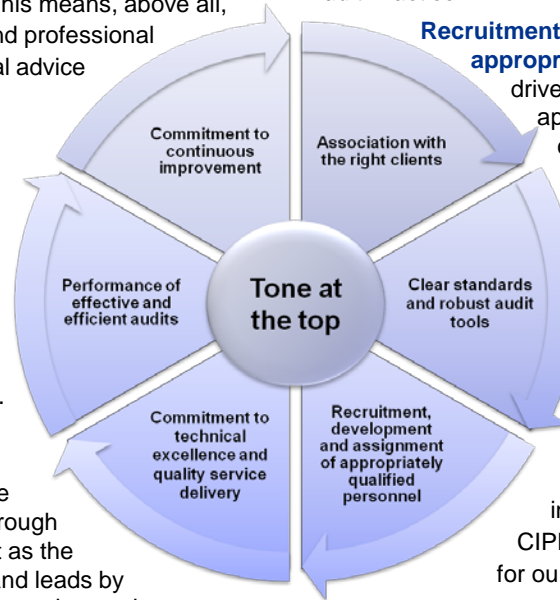 his means, above all,
nd professional
al advice
Recruitment
appropr
drive
ap
Commitment to
continuous
improvement
Association with
the right clients
Clear standards
and robust audit
tools
Recruitment,
development
and assignment
of appropriately
qualified
personnel
Commitment to
technical
excellence and
quality service
delivery
Performance of
effective and
efficient audits
Tone at
the top
e
rough
t as the
and leads by
in
CIPF
for ou